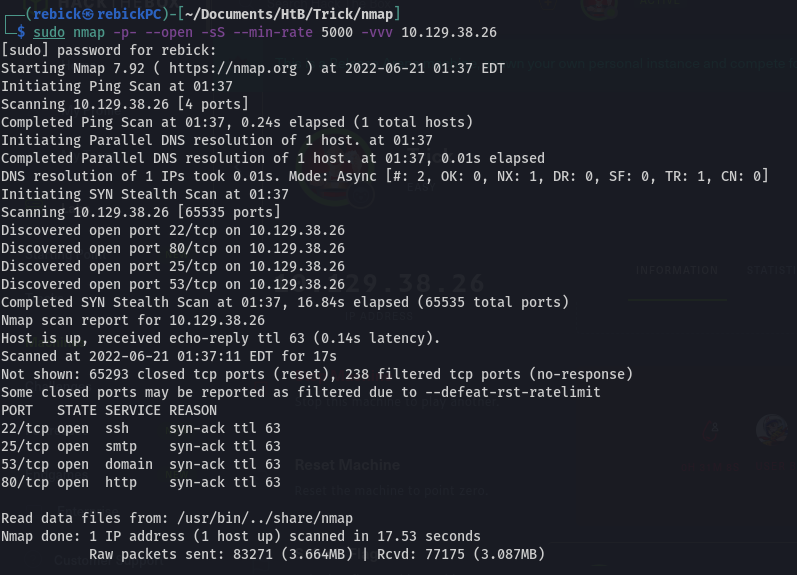 ┌──(rebick㉿rebickPC)-[~/Documents/HtB/Trick/nmap]
└─$ sudo nmap -p- --open -sS --min-rate 5000 -vvv 10.129.38.26
[sudo] password for rebick:
Starting Nmap 7.92 ( https://nmap.org ) at 2022-06-21 01:37 EDT
Initiating Ping Scan at 01:37
Scanning 10.129.38.26 [4 ports]
Completed Ping Scan at 01:37, 0.24s elapsed (1 total hosts)
Initiating Parallel DNS resolution of 1 host. at 01:37
Completed Parallel DNS resolution of 1 host. at 01:37, 0.01s elapsed
DNS resolution of 1 IPs took 0.01s. Mode: Async [#: 2, OK: 0, NX: 1, DR: 0, SF: 0, TR: 1, CN: 0]
Initiating SYN Stealth Scan at 01:37
Scanning 10.129.38.26 [65535 ports]
Discovered open port 22/tcp on 10.129.38.26
Discovered open port 80/tcp on 10.129.38.26
Discovered open port 25/tcp on 10.129.38.26
Discovered open port 53/tcp on 10.129.38.26
INFORMATION
Completed SYN Stealth Scan at 01:37, 16.84s elapsed (65535 total ports)
Nmap scan report for 10.129.38.26
Host is up, received echo-reply ttl 63 (0.14s latency).
Scanned at 2022-06-21 01:37:11 EDT for 17s
Not shown: 65293 closed tcp ports (reset), 238 filtered tcp ports (no-response)
Some closed ports may be reported as filtered due to --defeat-rst-ratelimit
PORT   STATE SERVICE REASON
22/tcp open  ssh     syn-ack ttl 63
25/tcp open  smtp    syn-ack ttl 63
53/tcp open  domain  syn-ack ttl 63
80/tcp open  http    syn-ack ttl 63
Reset Machine
Reset the machine to point zero.
Read data files from: /usr/bin/../share/nmap
Nmap done: 1 IP address (1 host up) scanned in 17.53 seconds
Customer Support
Raw packets sent: 83271 (3.664MB) | Rcvd: 77175 (3.087MB)